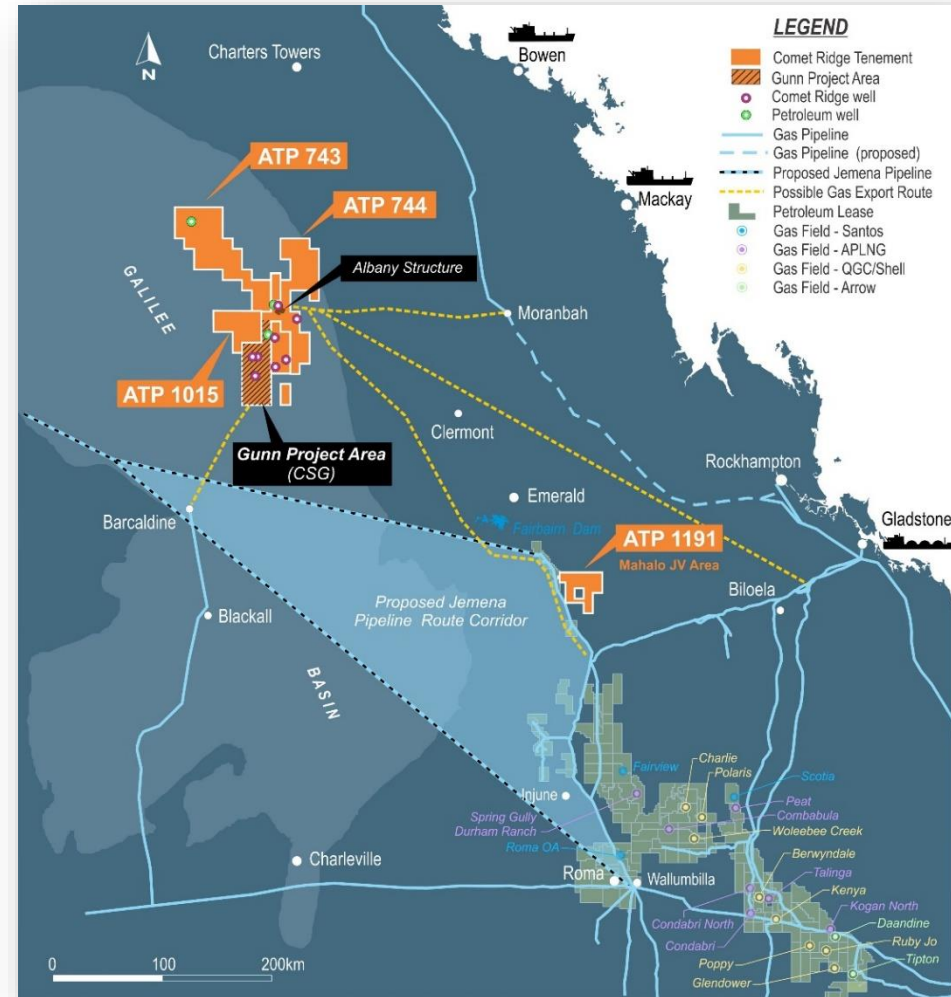 LEGEND
Comet Ridge Tenement
Gunn Project Area
Comet Ridge well
Petroleum well
Gas Pipeline
Gas Pipeline (proposed)
Proposed Jemena Pipeline
Possible Gas Export Route
Petroleum Lease
Gas Field - Santos
Gas Field - APLNG
Gas Field - QGC/Shell
Gas Field - Arrow
N
Charters Towers
Bowen
Mackay
ATP 743
ATP 744
Albany Structure
GALILEE
Moranbah
ATP 1015
Clermont
Gunn Project Area
(CSG)
Rockhampton
Emerald
Barcaldine
Fairbairn Dam
Gladstone
ATP 1191
Mahalo JV Area
Biloela
Blackall
Proposed Jemena
Pipeline Route Corridor
BASIN
Charlie
Polaris
Fairview
Scotia
Injune
Peat
Spring Gully
Combabula
Durham Ranch
Woleebee Creek
Roma OA
Berwyndale
Charleville
Talinga
Roma
Wallumbilla
Kenya
Condabri North
Kogan North
Daandine
Condabri
Ruby Jo
Poppy
Tipton
Glendower
0 100 200km